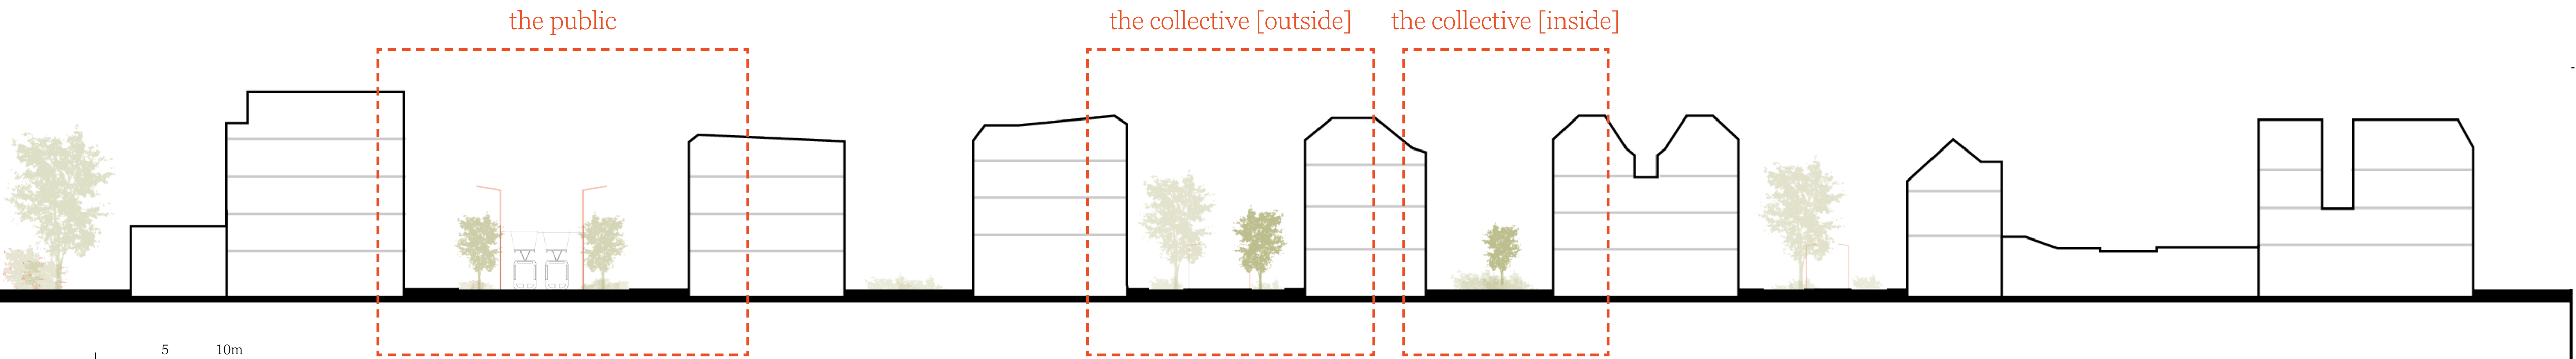 the public
the collective [outside]
the collective [inside]
5 10m